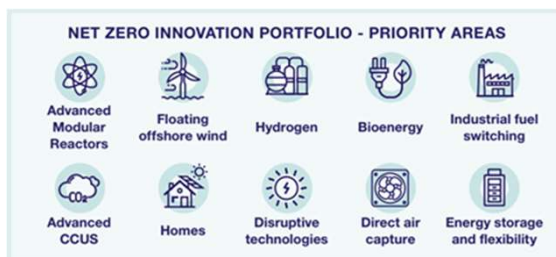 NET ZERO INNOVATION PORTFOLIO - PRIORITY AREAS
Advanced
Modular
Reactors
Floating
offshore wind
Hydrogen
Bioenergy
Industrial fuel
switching
CO₂
Advanced
CCUS
Homes
Disruptive
technologies
Direct air
capture
Energy storage
and flexibility